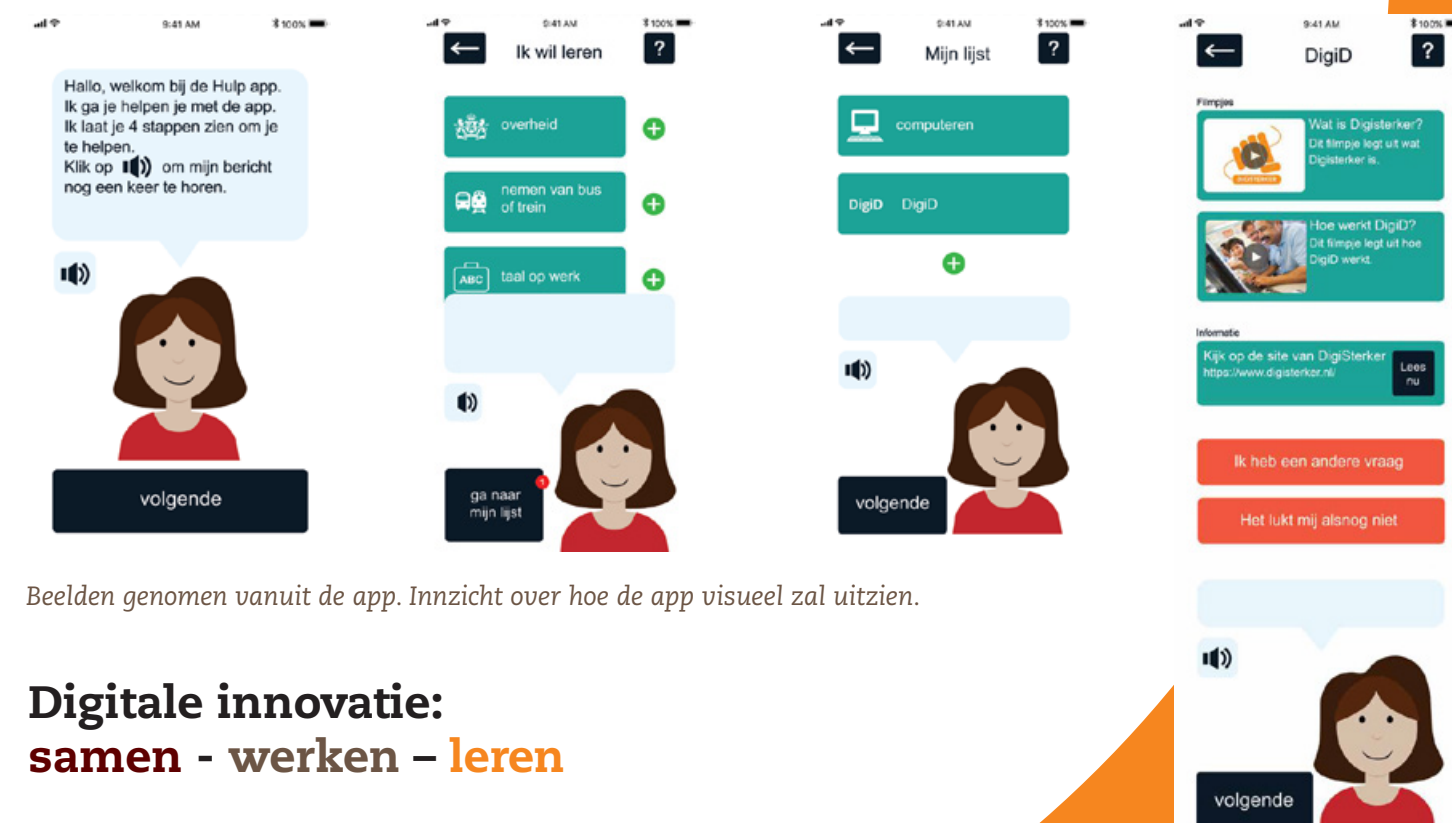 9:41 AM
100%
Hallo, welkom bij de Hulp app.
Ik ga je helpen je met de app.
Ik laat je 4 stappen zien om je
te helpen.
Klik op om mijn bericht
nog een keer te horen.
volgende
9:41 AM
100%
Ik wil leren
?
overheid
nemen van bus
of trein
ABC
taal op werk
ga naar
mijn lijst
1
9:41 AM
100%
Mijn lijst
?
computeren
DigiD DigiD
volgende
9:41 AM
100%
DigiD
?
Filmpjes
DIGISTERKER
Wat is Digisterker?
Dit filmpje legt uit wat
Digisterker is.
Hoe werkt DigiD?
Dit filmpje legt uit hoe
DigiD werkt.
Informatie
Kijk op de site van DigiSterker
https://www.digisterker.nl/
Lees
nu
Ik heb een andere vraag
Het lukt mij alsnog niet
volgende
Beelden genomen vanuit de app. Innzicht over hoe de app visueel zal uitzien.
Digitale innovatie:
samen - werken – leren